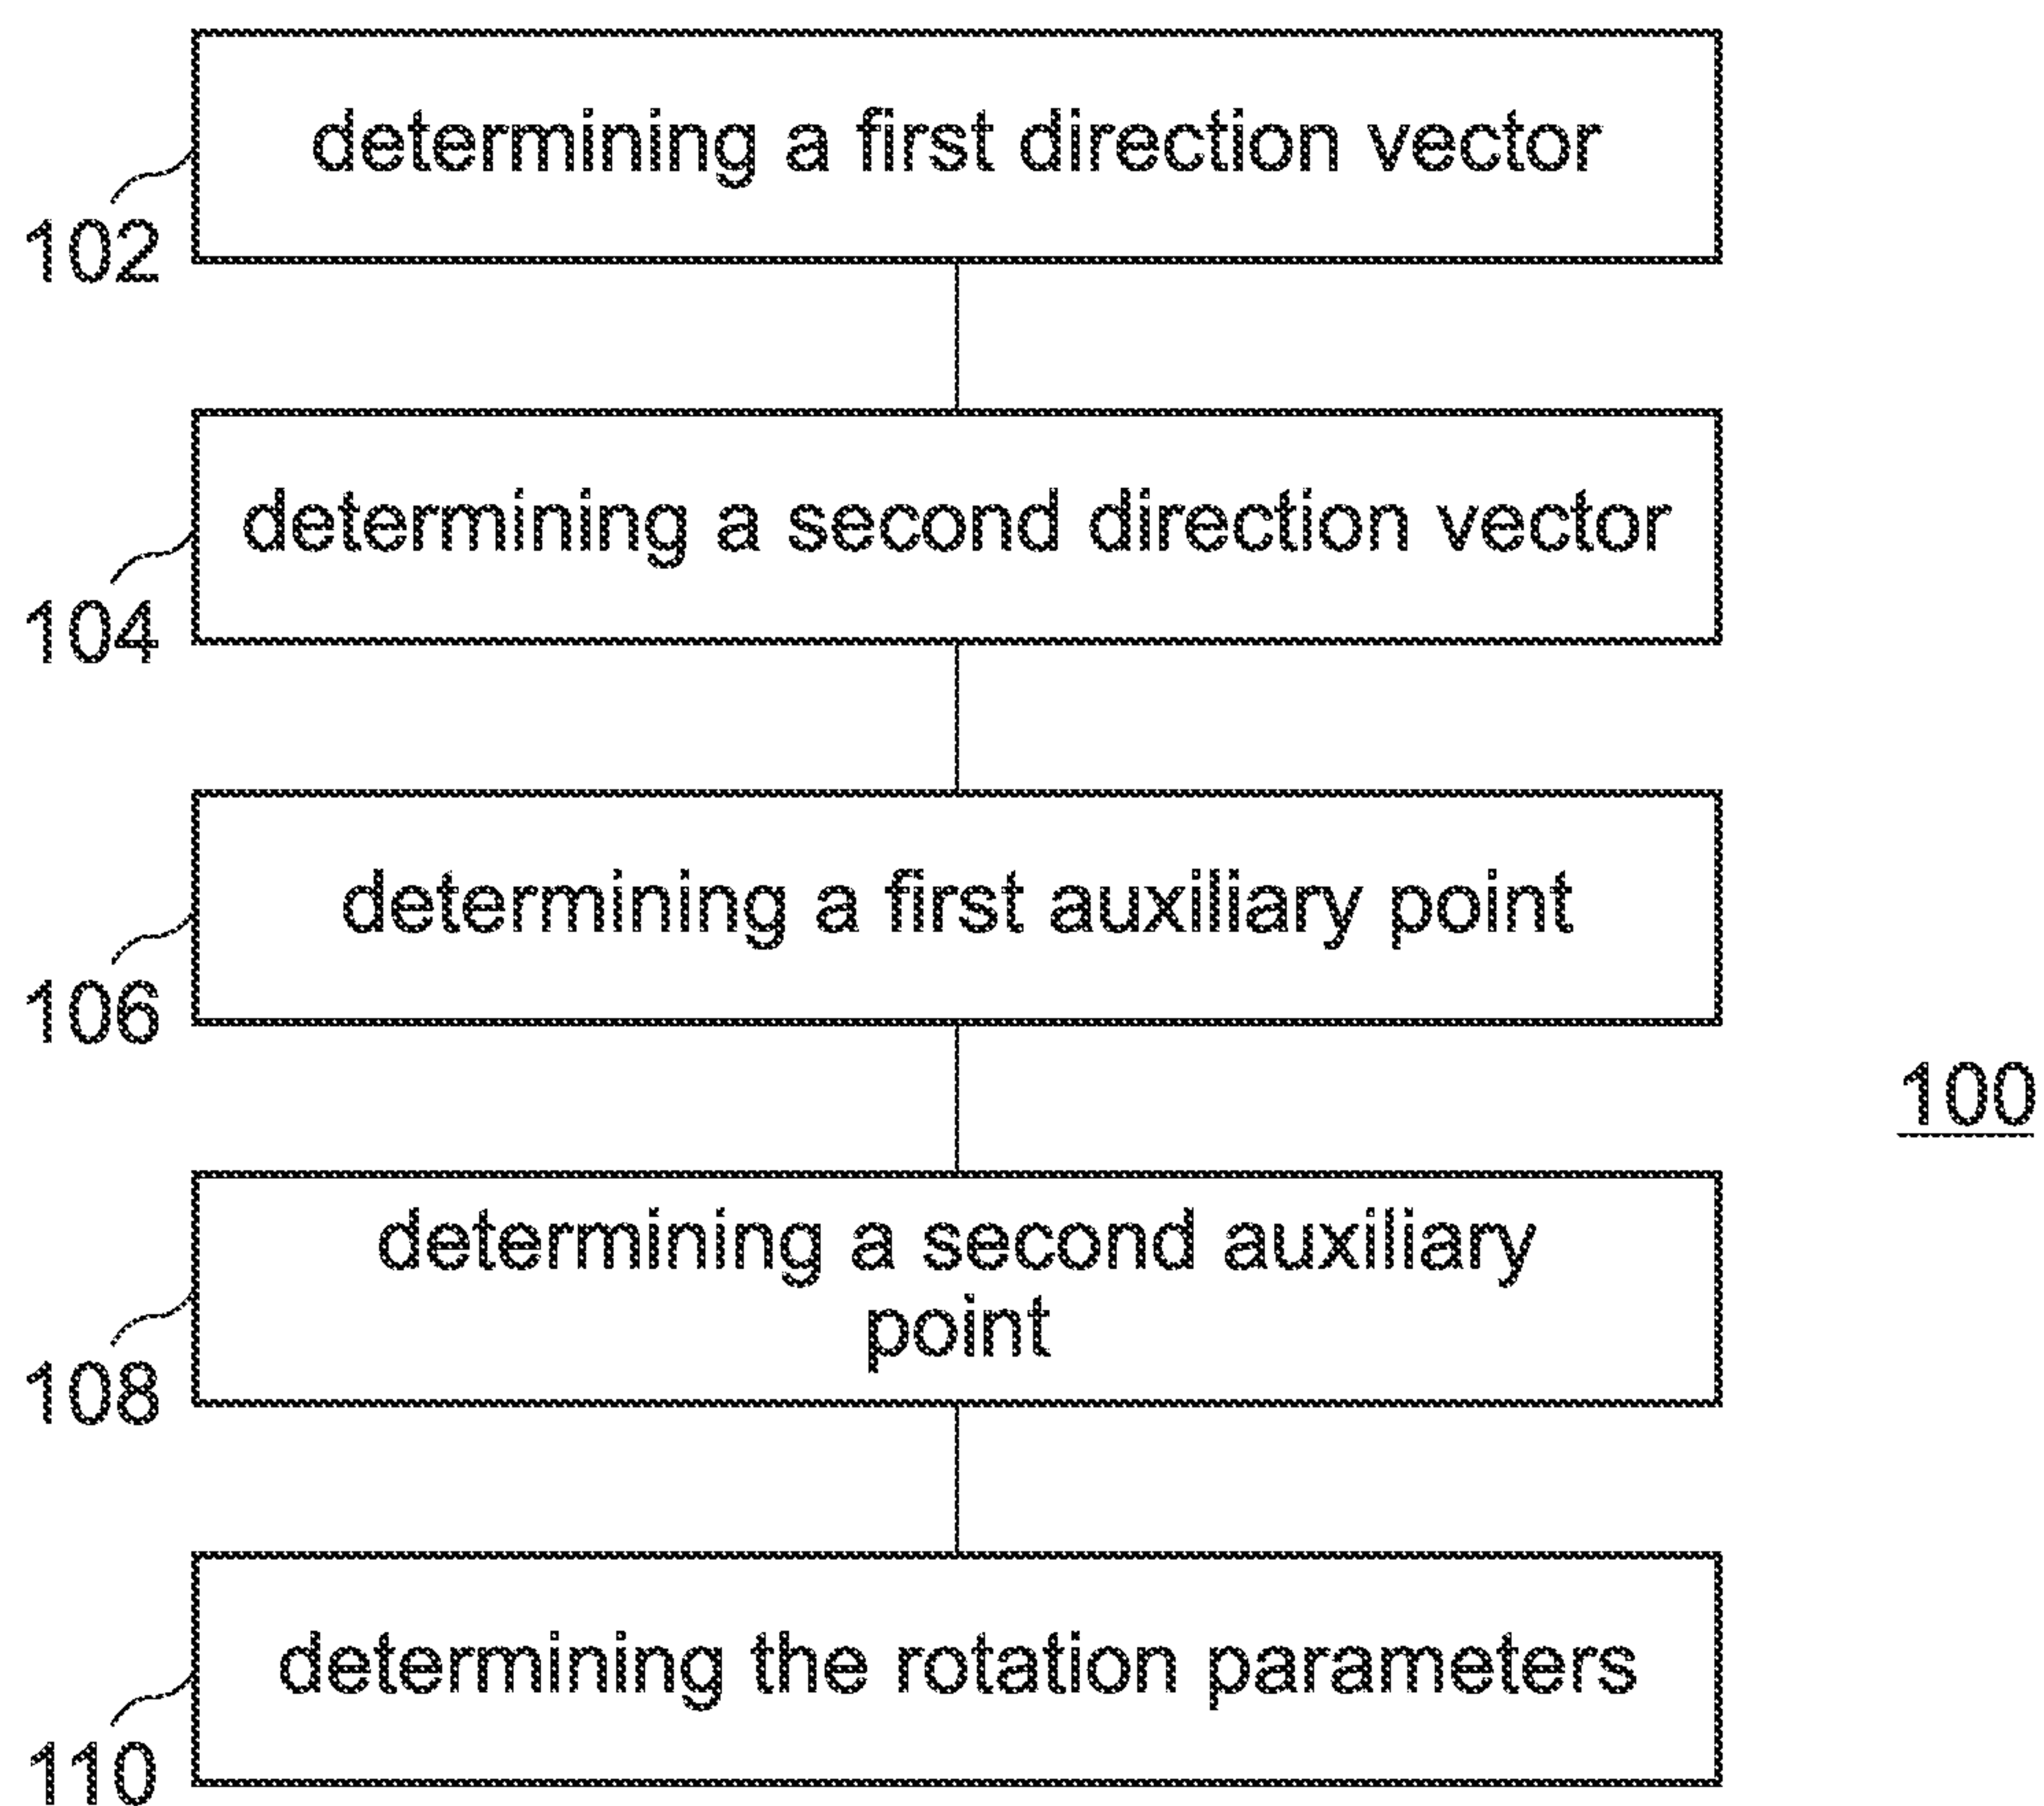 determining a first direction vector
102
determining a second direction vector
104
determining a first auxiliary point
106
100
determining a second auxiliary
point
108
determining the rotation parameters
110